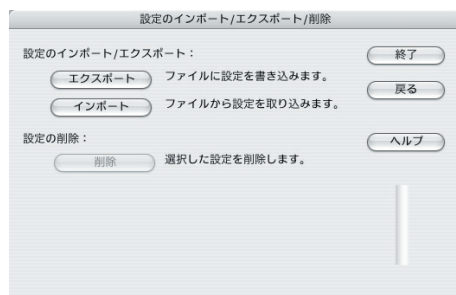 設定のインポート/エクスポート/削除
設定のインポート/エクスポート：
終了
エクスポート ファイルに設定を書き込みます。
戻る
インポート ファイルから設定を取り込みます。
設定の削除：
ヘルプ
削除 選択した設定を削除します。